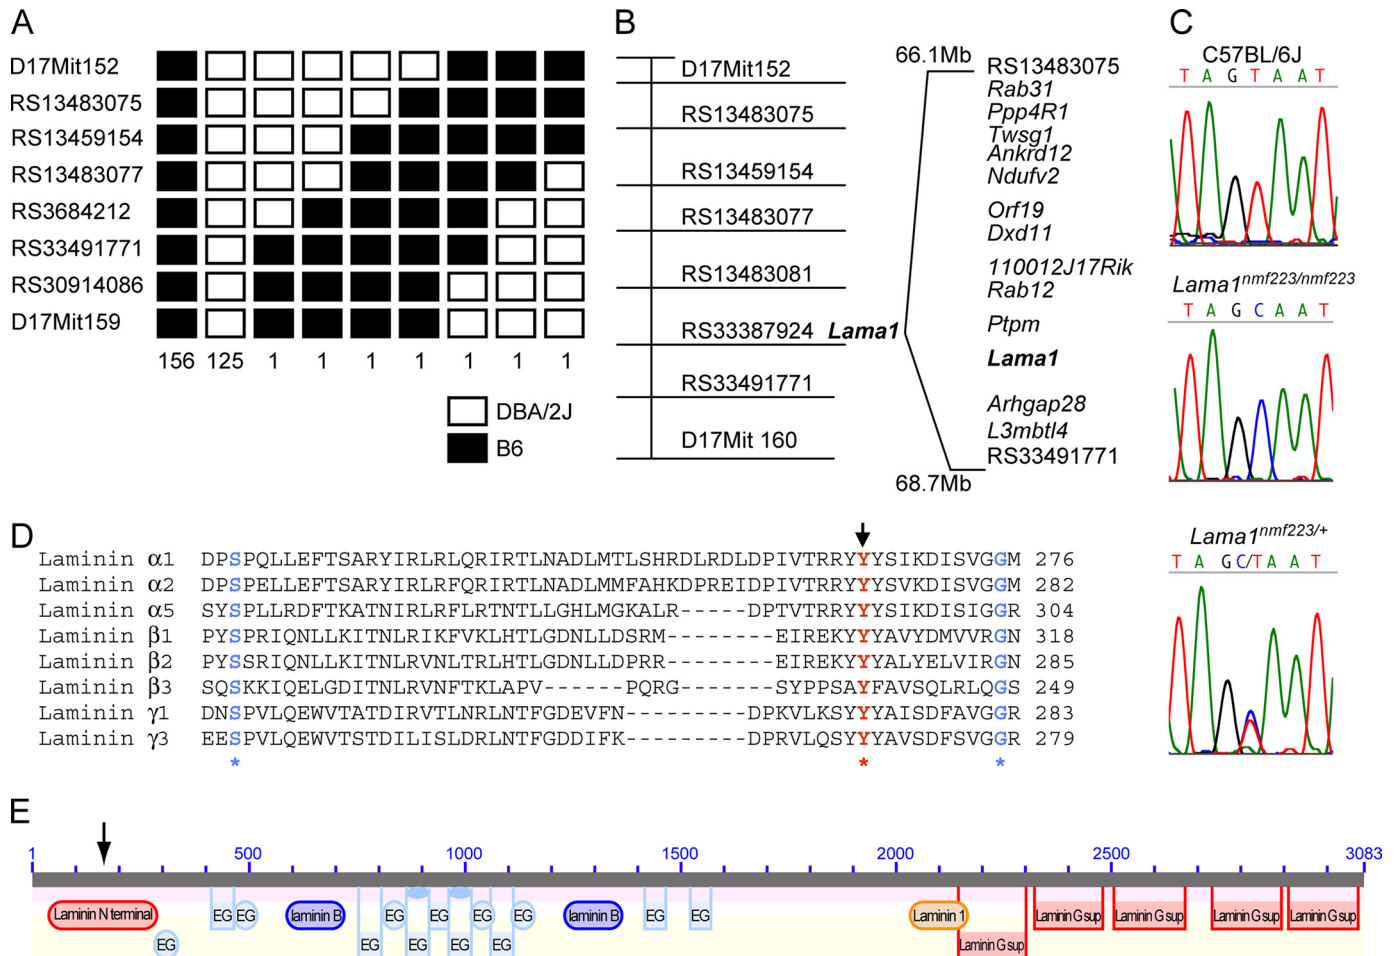 A
D17Mit152
RS13483075
RS13459154
RS13483077
RS3684212
RS33491771
RS30914086
D17Mit159
156 125 1 1 1 1 1 1 1
DBA/2J
B6
B
D17Mit152
RS13483075
RS13459154
RS13483077
RS13483081
RS33387924
RS33491771
D17Mit 160
Lama1
66.1Mb
68.7Mb
RS13483075
Rab31
Ppp4R1
Twsg1
Ankrd12
Ndufv2
Orf19
Dxd11
110012J17Rik
Rab12
Ptpm
Lama1
Arhgap28
L3mbtl4
RS33491771
C
C57BL/6J
T A G T A A T
Lama1nmf223/nmf223
T A G C A A T
Lama1nmf223/+
T A G C/T A A T
D
Laminin α1 DPSPQLLEFTSARYIRLRLQRIRTLNADLMTLSHRDLRDLDPIVTRRYYYSIKDISVGGM 276
Laminin α2 DPSPELLEFTSARYIRLRFQRIRTLNADLMMFAHKDPREIDPIVTRRYYYSVKDISVGGM 282
Laminin α5 SYSPLLRDFTKATNIRLRFLRTNTLLGHLMGKALR-----DPTVTRRYYYSIKDISIGGR 304
Laminin β1 PYSPRIQNLLKITNLRIKFVKLHTLGDNLLDSRM--------EIREKYYYAVYDMVVRGN 318
Laminin β2 PYSSRIQNLLKITNLRVNLTRLHTLGDNLLDPRR--------EIREKYYYALYELVIRGN 285
Laminin β3 SQSKKIQELGDITNLRVNFTKLAPV------PQRG-------SYPPSAYFAVSQLRLQGS 249
Laminin γ1 DNSPVLQEWVTATDIRVTLNRLNTFGDEVFN---------DPKVLKSYYYAISDFAVGGR 283
Laminin γ3 EESPVLQEWVTSTDILISLDRLNTFGDDIFK---------DPRVLQSYYYAVSDFSVGGR 279
* * *
E
1 500 1000 1500 2000 2500 3083
Laminin N terminal EG EG laminin B EG EG EG EG laminin B EG EG Laminin 1 Laminin G sup Laminin G sup Laminin G sup Laminin G sup
EG EG EG EG EG Laminin G sup